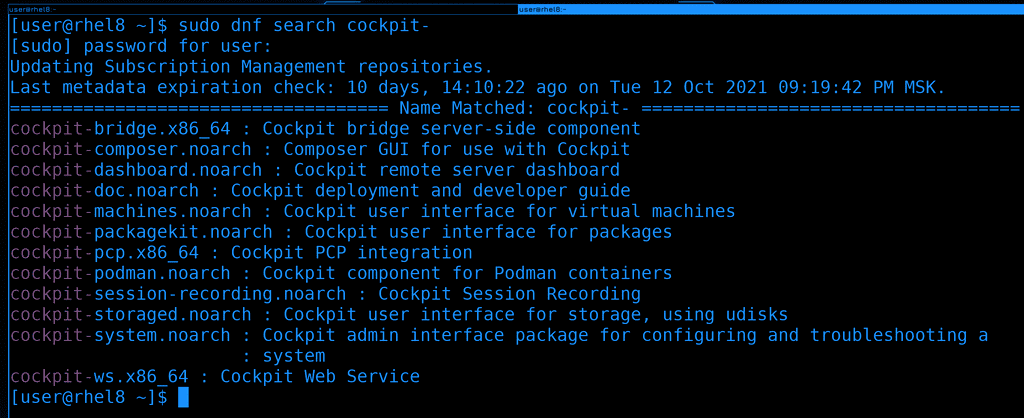 user@rhel8:~ user@rhel8:~
[user@rhel8 ~]$ sudo dnf search cockpit-
[sudo] password for user:
Updating Subscription Management repositories.
Last metadata expiration check: 10 days, 14:10:22 ago on Tue 12 Oct 2021 09:19:42 PM MSK.
==================================== Name Matched: cockpit- ====================================
cockpit-bridge.x86_64 : Cockpit bridge server-side component
cockpit-composer.noarch : Composer GUI for use with Cockpit
cockpit-dashboard.noarch : Cockpit remote server dashboard
cockpit-doc.noarch : Cockpit deployment and developer guide
cockpit-machines.noarch : Cockpit user interface for virtual machines
cockpit-packagekit.noarch : Cockpit user interface for packages
cockpit-pcp.x86_64 : Cockpit PCP integration
cockpit-podman.noarch : Cockpit component for Podman containers
cockpit-session-recording.noarch : Cockpit Session Recording
cockpit-storaged.noarch : Cockpit user interface for storage, using udisks
cockpit-system.noarch : Cockpit admin interface package for configuring and troubleshooting a
                      : system
cockpit-ws.x86_64 : Cockpit Web Service
[user@rhel8 ~]$